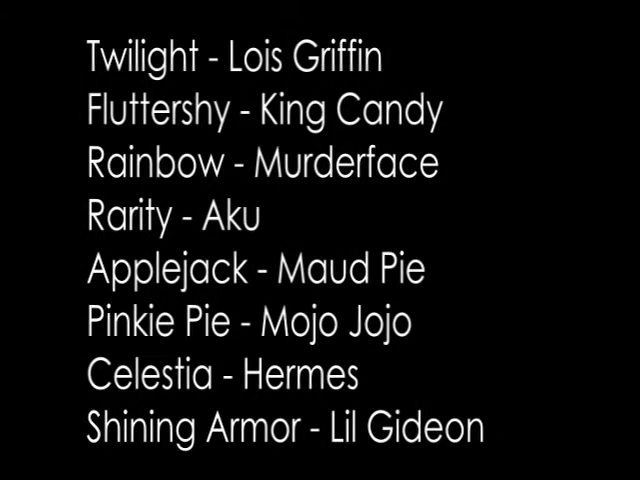 Twilight - Lois Griffin
Fluttershy - King Candy
Rainbow - Murderface
Rarity - Aku
Applejack - Maud Pie
Pinkie Pie - Mojo Jojo
Celestia - Hermes
Shining Armor - Lil Gideon